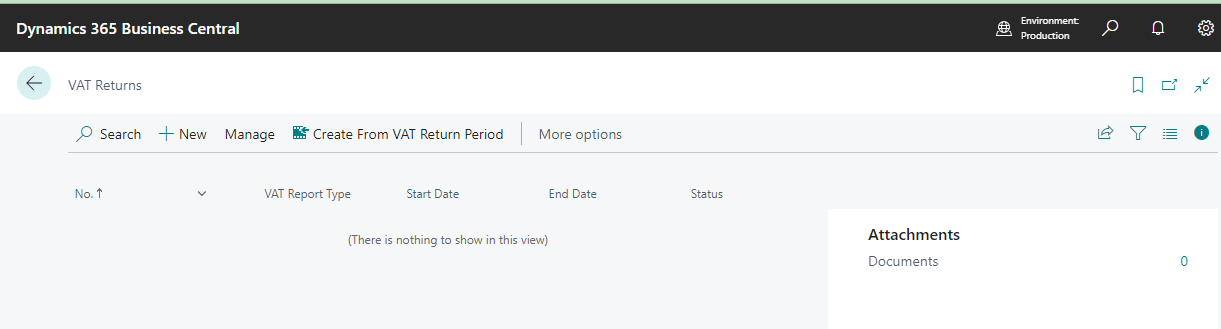 Dynamics 365 Business Central
Environment:
Production
VAT Returns
Search
New
Manage
Create From VAT Return Period
More options
No. ↑
VAT Report Type
Start Date
End Date
Status
(There is nothing to show in this view)
Attachments
Documents
0